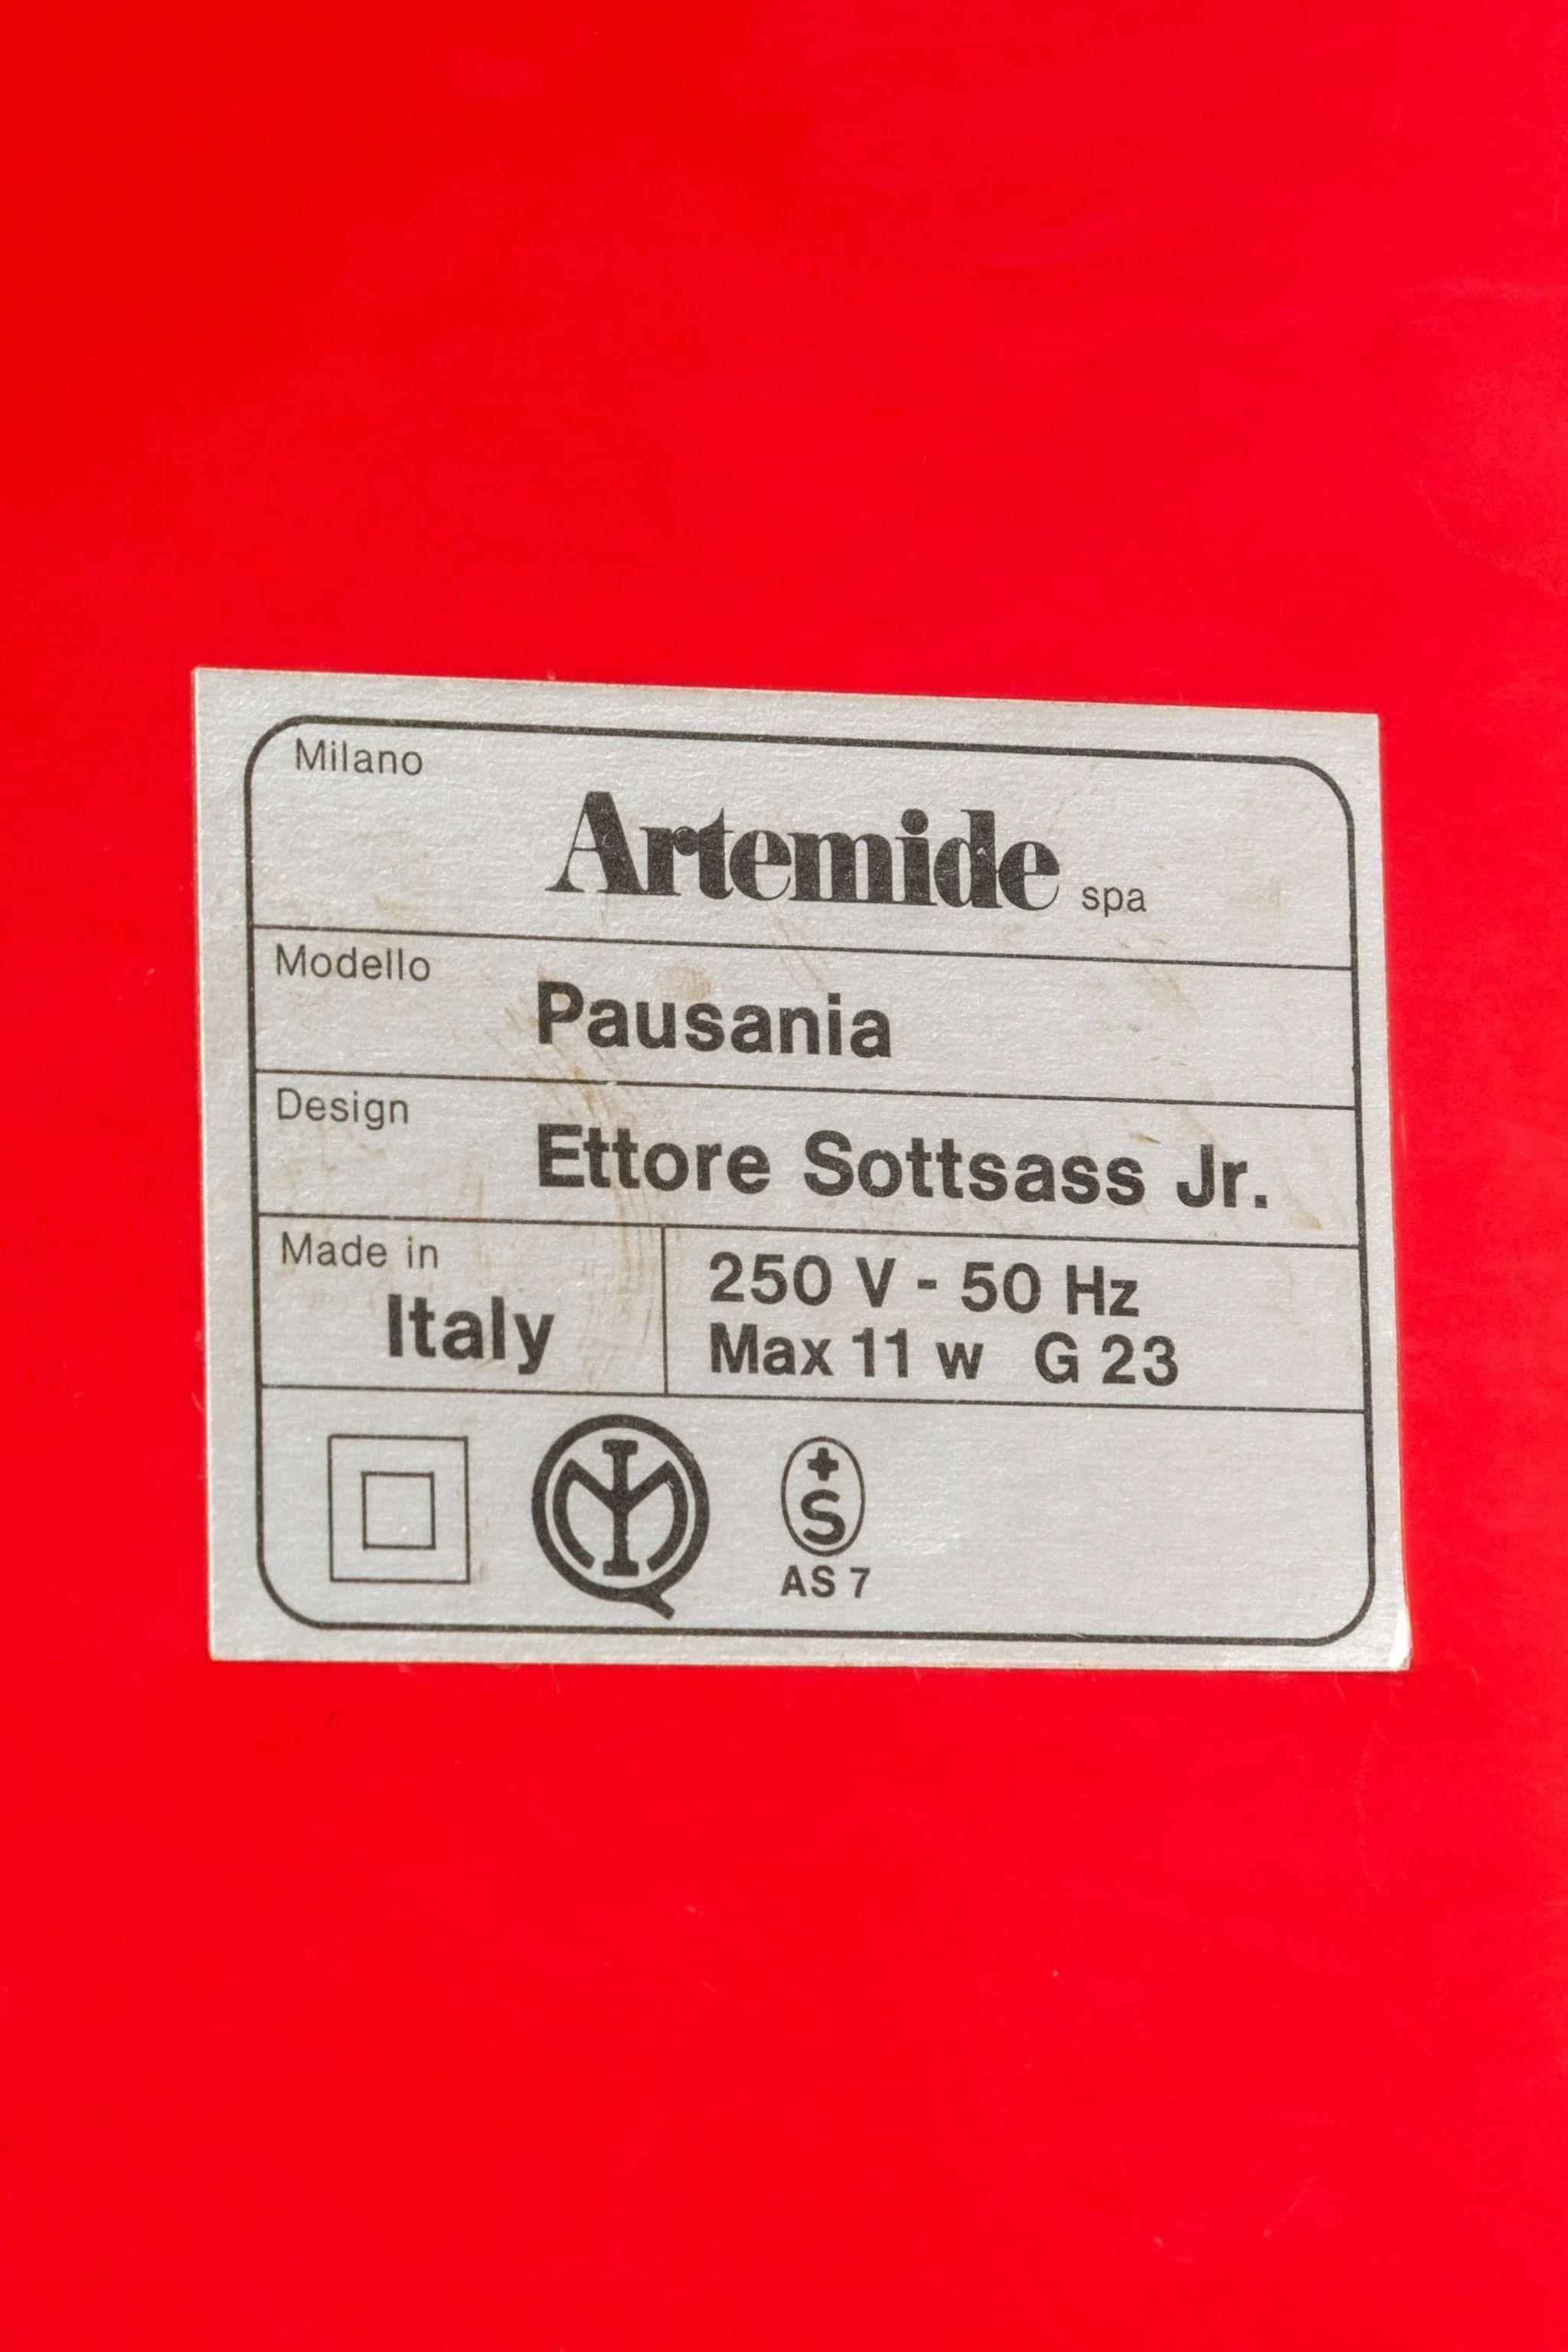 Milano
Artemide spa
Modello
Pausania
Design
Ettore Sottsass Jr.
Made in
Italy
250 V - 50 Hz
Max 11 w G 23
+
S
AS 7